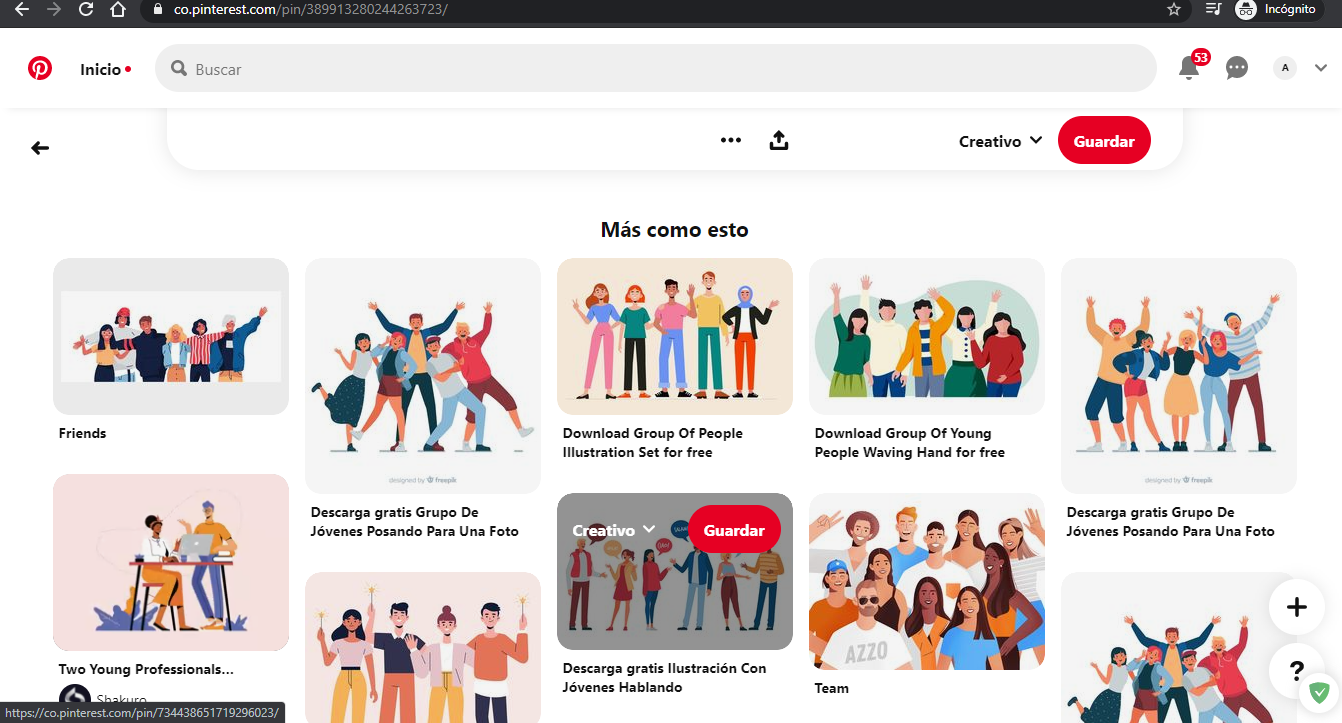 co.pinterest.com/pin/389913280244263723/
Incógnito
Inicio
Buscar
53
A
Creativo
Guardar
Más como esto
Friends
designed by freepik
Descarga gratis Grupo De
Jóvenes Posando Para Una Foto
Download Group Of People
Illustration Set for free
Download Group Of Young
People Waving Hand for free
designed by freepik
Descarga gratis Grupo De
Jóvenes Posando Para Una Foto
Two Young Professionals...
Shakuro
Creativo
Guardar
Descarga gratis Ilustración Con
Jóvenes Hablando
AZZO
Team
?
https://co.pinterest.com/pin/734438651719296023/